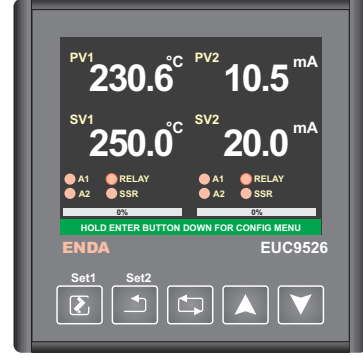 PV1 230.6 °C PV2 10.5 mA
SV1 250.0 °C SV2 20.0 mA
A1 RELAY A1 RELAY
A2 SSR A2 SSR
0% 0%
HOLD ENTER BUTTON DOWN FOR CONFIG MENU
ENDA EUC9526
Set1 Set2